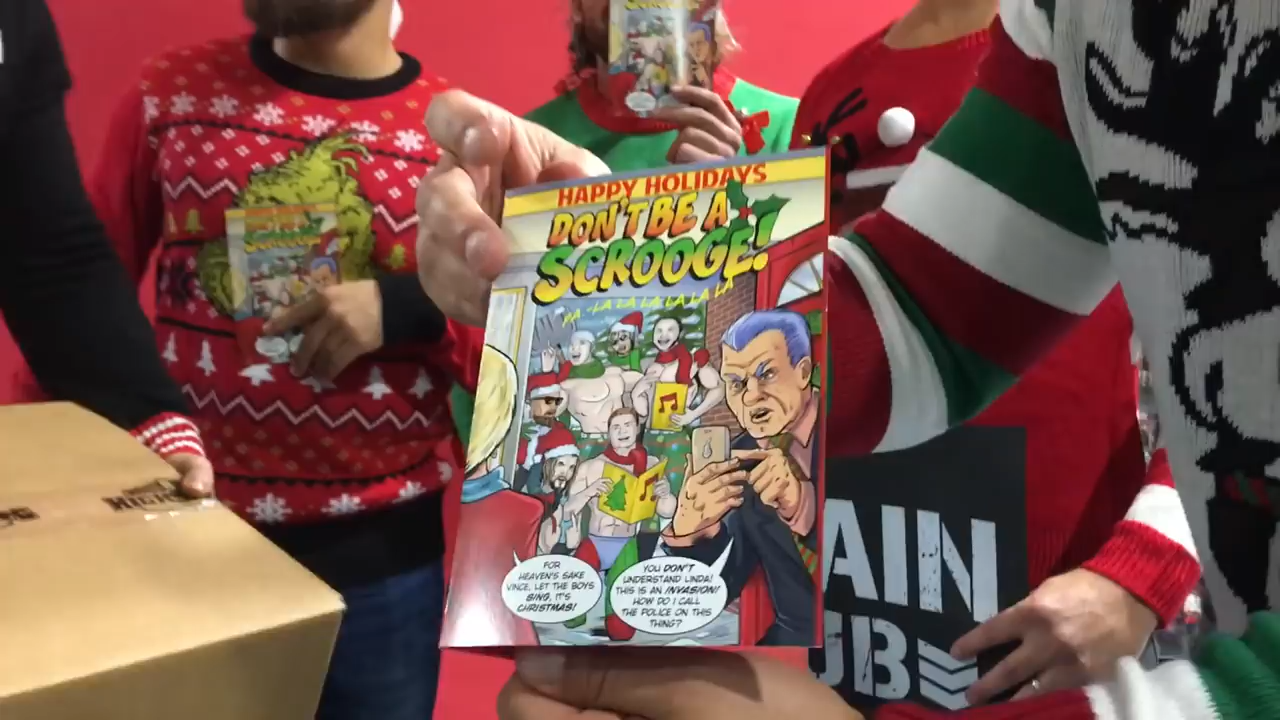 HAPPY HOLIDAYS
DON'T BE A
SCROOGE!
FA-LA LA LA LA LA LA
FOR
HEAVEN'S SAKE
VINCE, LET THE BOYS
SING, IT'S
CHRISTMAS!
YOU DON'T
UNDERSTAND LINDA!
THIS IS AN INVASION!
HOW DO I CALL
THE POLICE ON THIS
THING?
AIN
UB
SCROOGE!